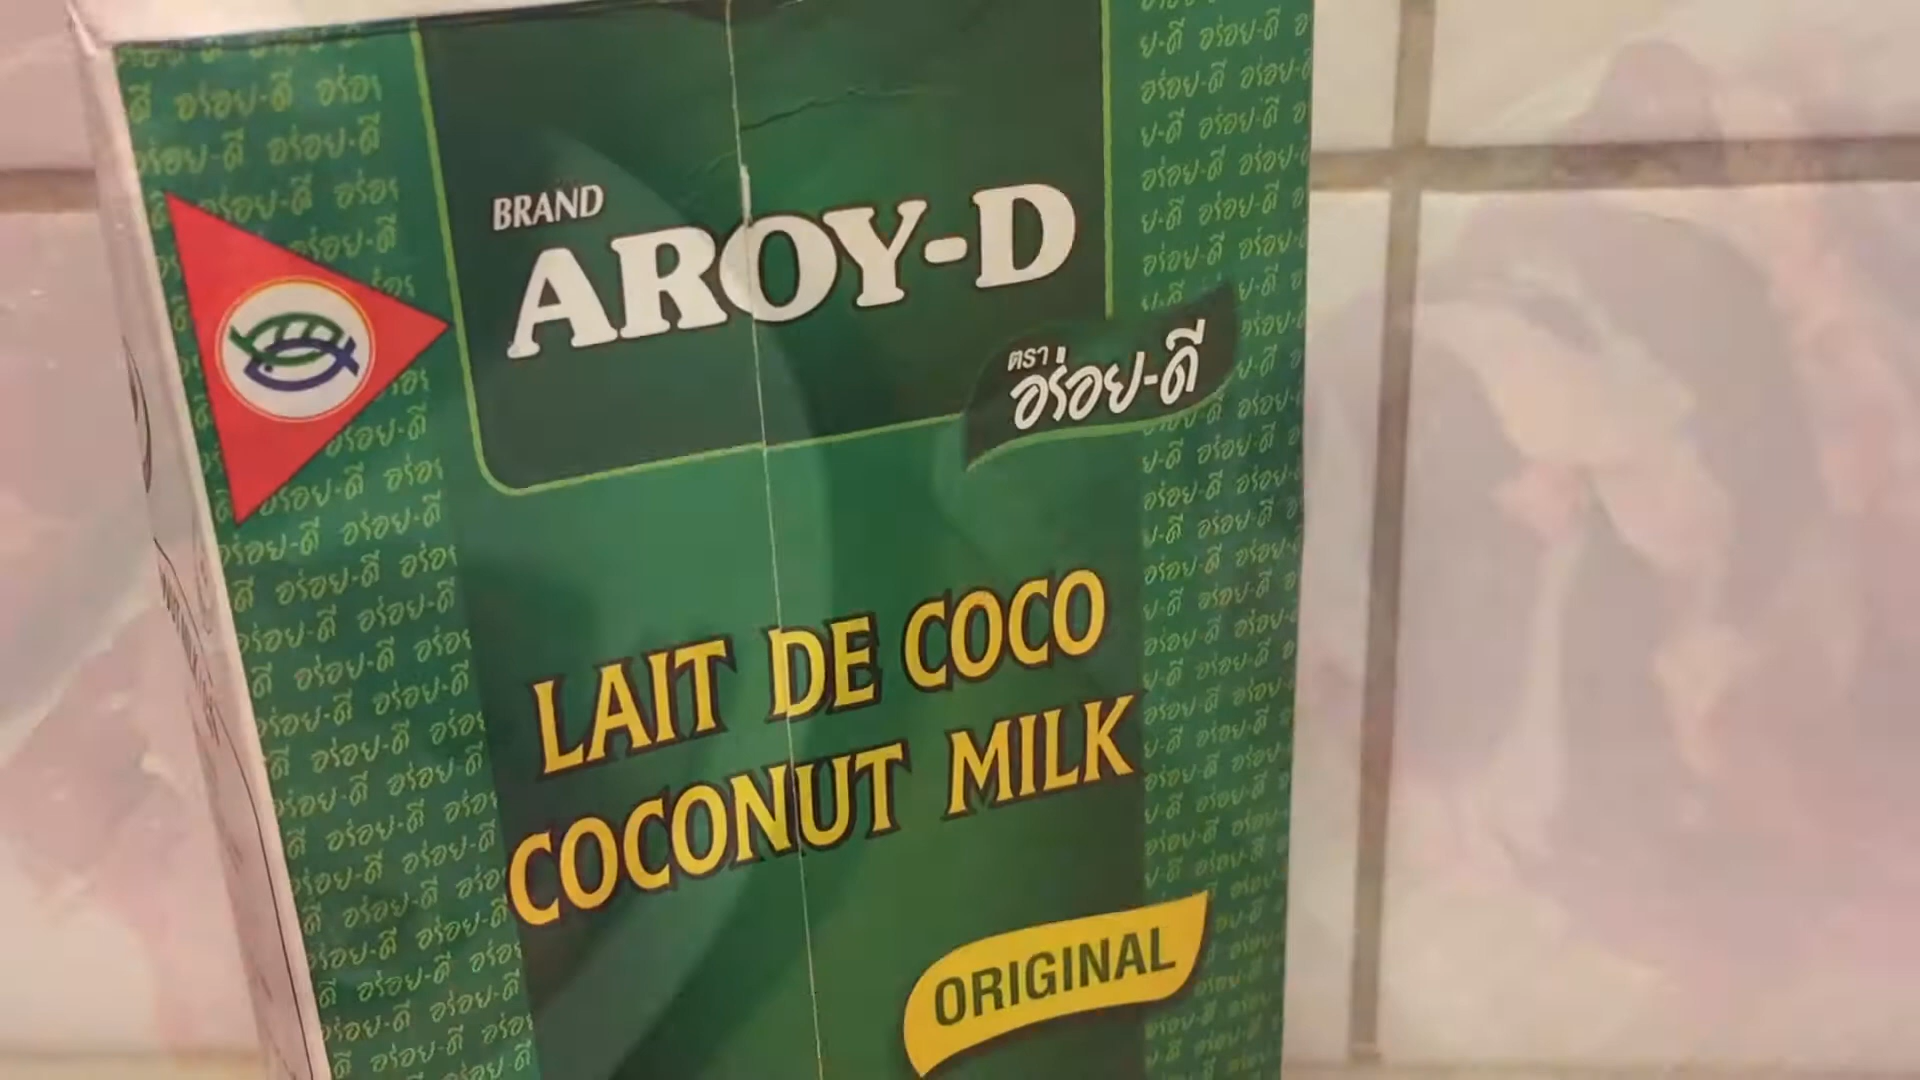 BRAND
AROY-D
ตรา
อร่อย-ดี
LAIT DE COCO
COCONUT MILK
ORIGINAL